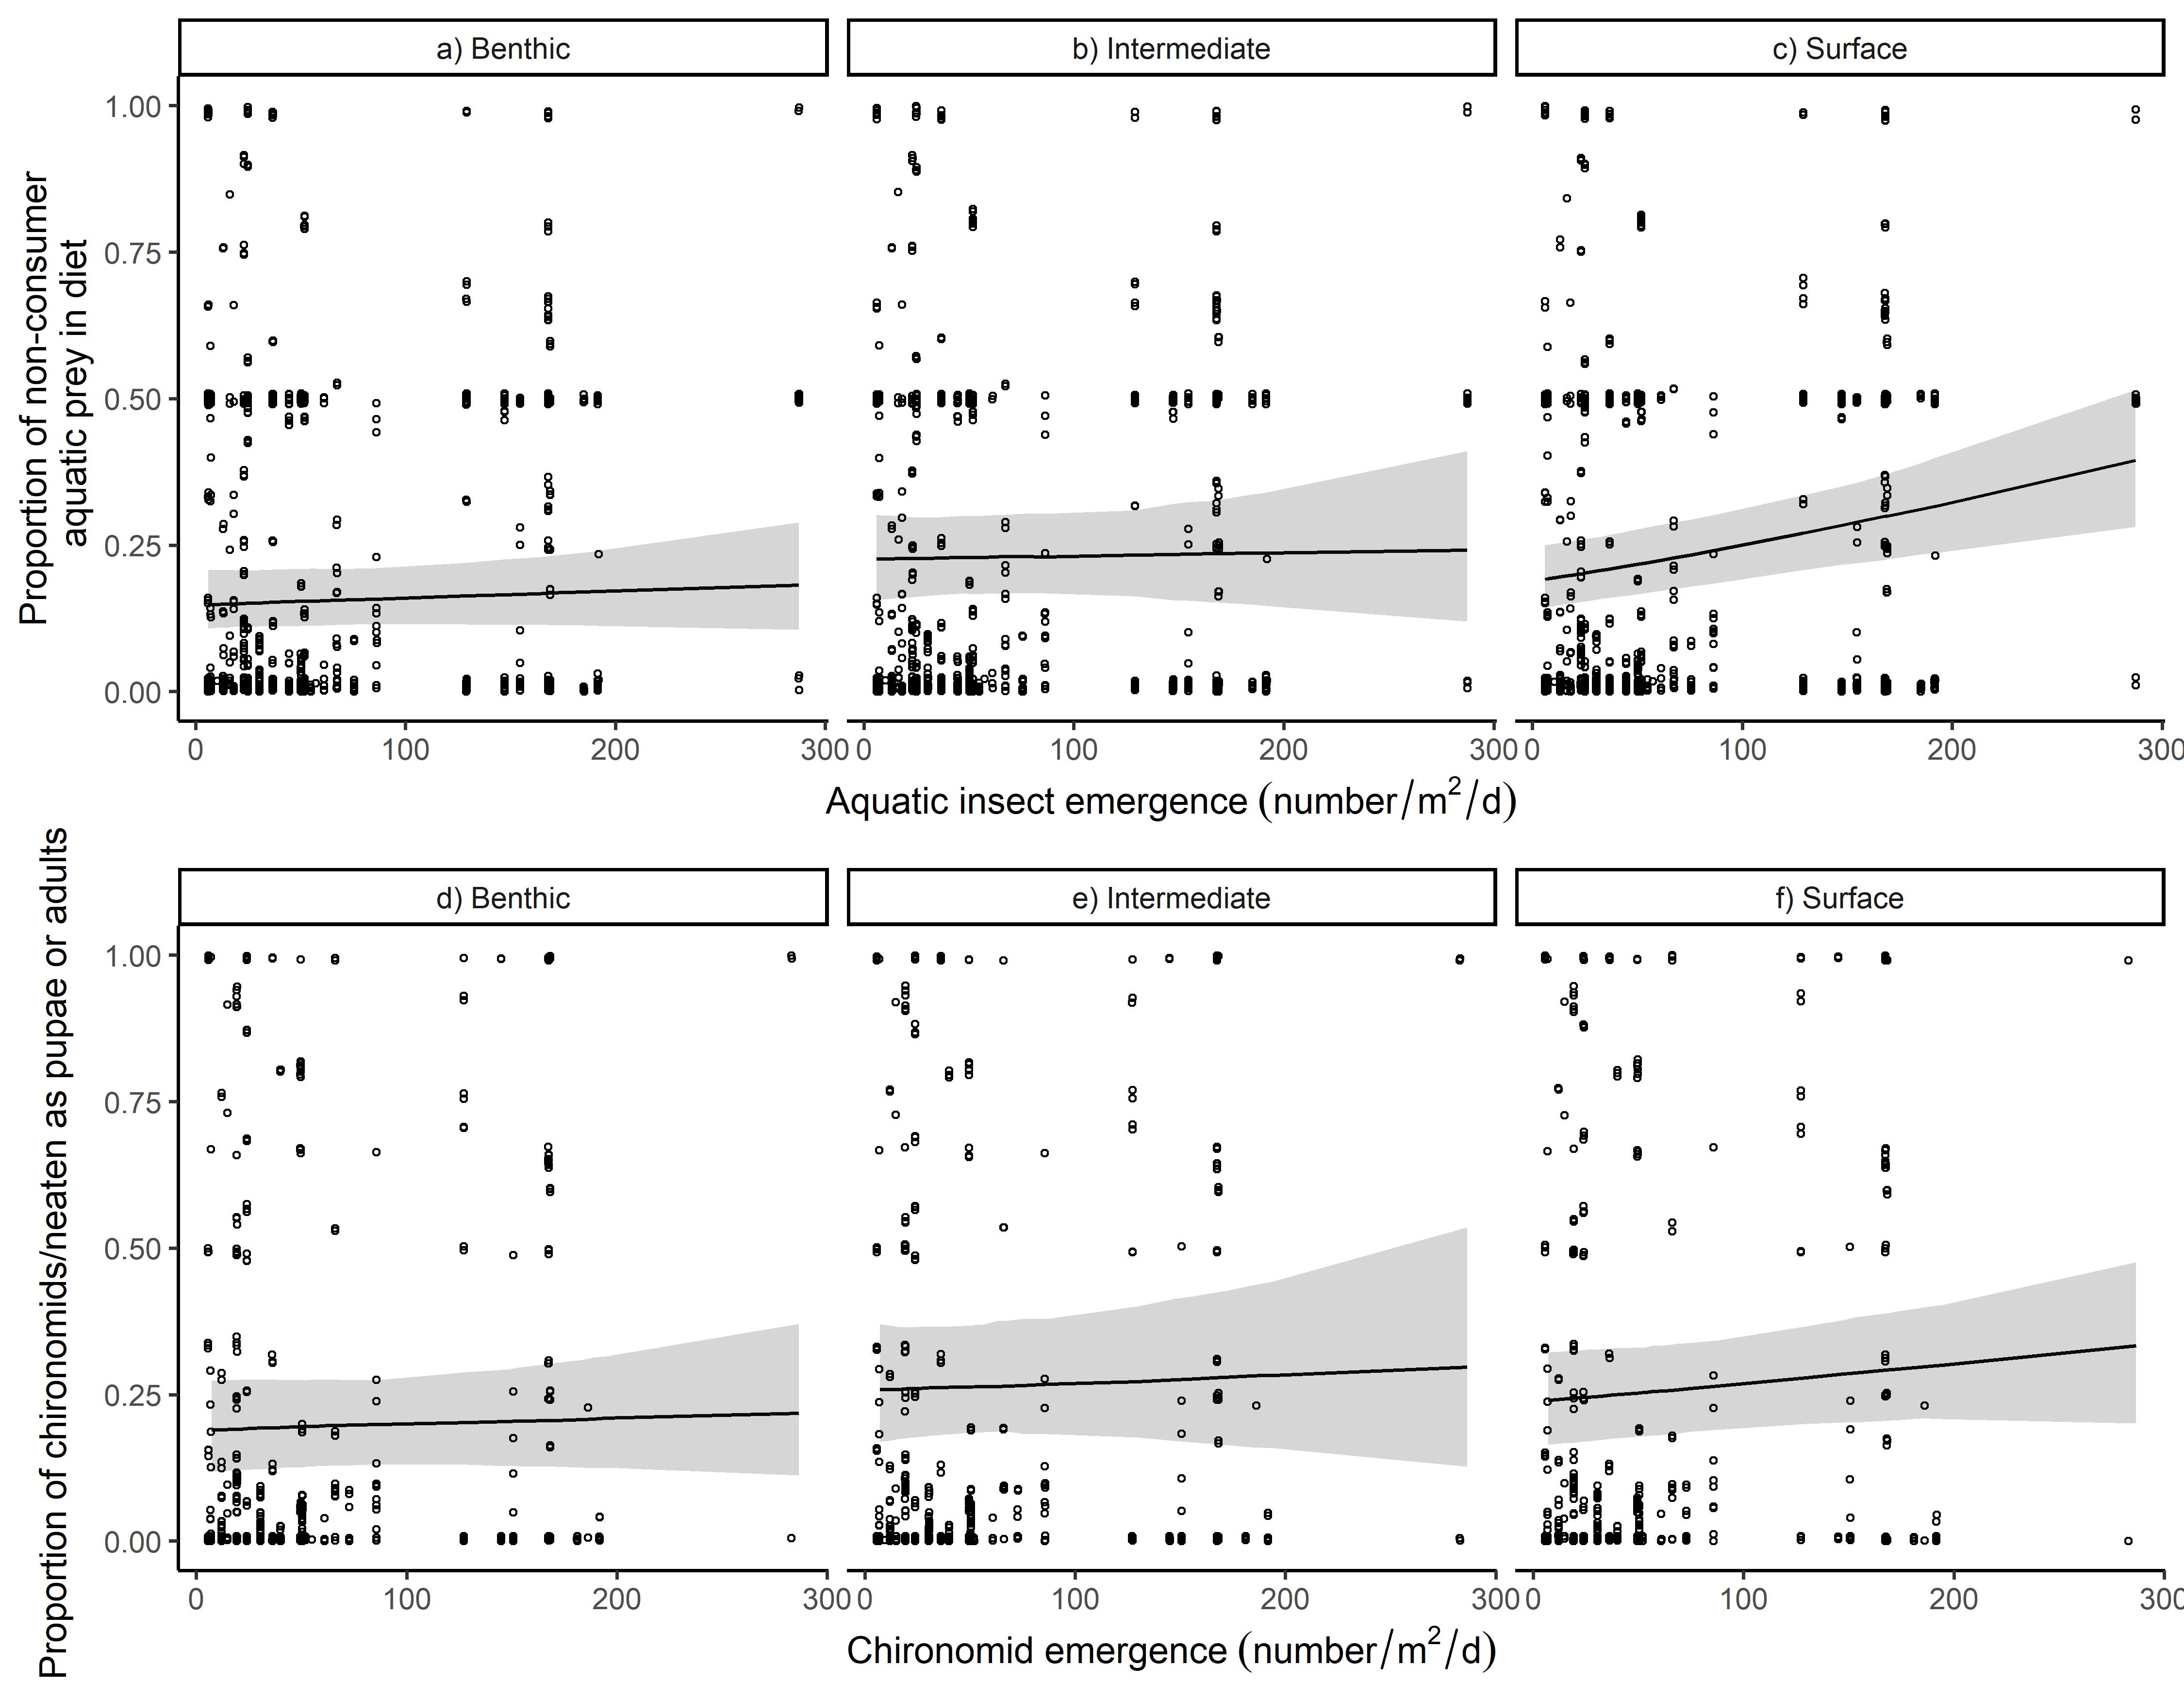 a) Benthic
b) Intermediate
c) Surface
Proportion of non-consumer
aquatic prey in diet
1.00
0.75
0.50
0.25
0.00
0 100 200 300
0 100 200 300
0 100 200 300
Aquatic insect emergence (number/m²/d)
d) Benthic
e) Intermediate
f) Surface
Proportion of chironomids/neaten as pupae or adults
1.00
0.75
0.50
0.25
0.00
0 100 200 300
0 100 200 300
0 100 200 300
Chironomid emergence (number/m²/d)